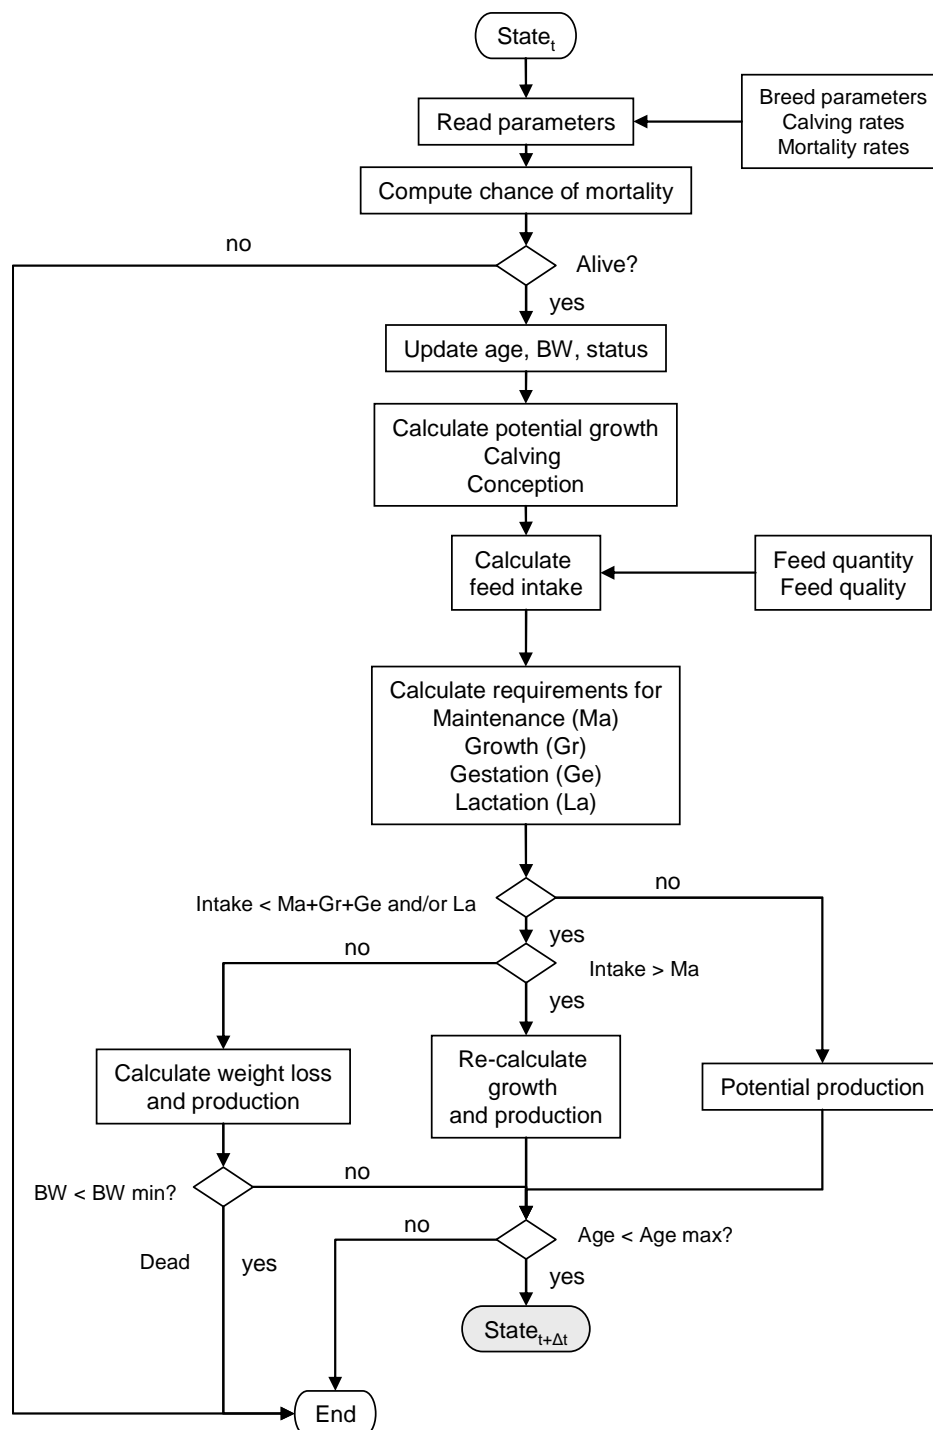 State_t
Read parameters
Breed parameters
Calving rates
Mortality rates
Compute chance of mortality
no
Alive?
yes
Update age, BW, status
Calculate potential growth
Calving
Conception
Calculate
feed intake
Feed quantity
Feed quality
Calculate requirements for
Maintenance (Ma)
Growth (Gr)
Gestation (Ge)
Lactation (La)
no
Intake < Ma+Gr+Ge and/or La
yes
no
Intake > Ma
yes
Calculate weight loss
and production
Re-calculate
growth
and production
Potential production
BW < BW min?
no
no
Age < Age max?
Dead
yes
yes
State_t+Δt
End